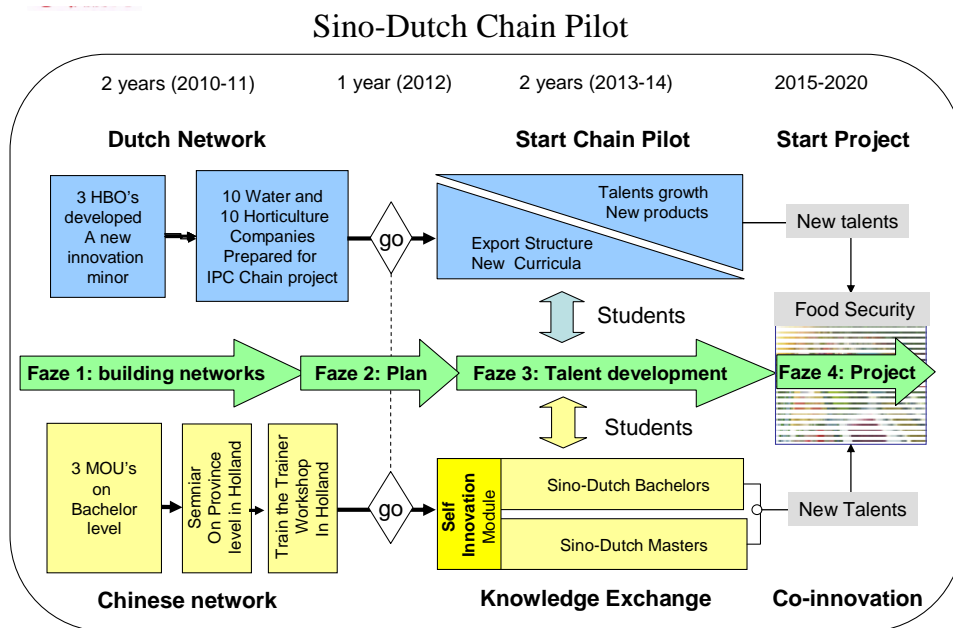 Sino-Dutch Chain Pilot
2 years (2010-11)
1 year (2012)
2 years (2013-14)
2015-2020
Dutch Network
Start Chain Pilot
Start Project
3 HBO's
developed
A new
innovation
minor
10 Water and
10 Horticulture
Companies
Prepared for
IPC Chain project
go
Talents growth
New products
Export Structure
New Curricula
New talents
Students
Food Security
Faze 1: building networks
Faze 2: Plan
Faze 3: Talent development
Faze 4: Project
Students
3 MOU's
on
Bachelor
level
Semniar
On Province
level in Holland
Train the Trainer
Workshop
In Holland
go
Self
Innovation
Module
Sino-Dutch Bachelors
Sino-Dutch Masters
New Talents
Chinese network
Knowledge Exchange
Co-innovation